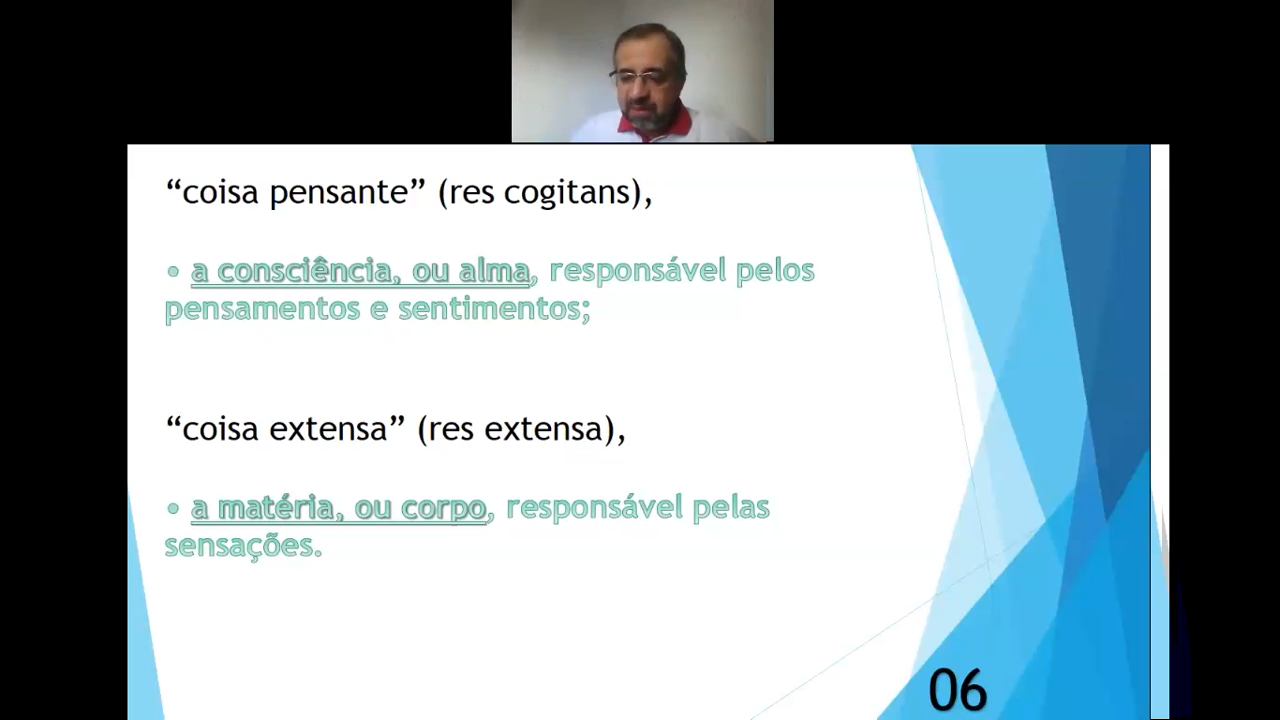 “coisa pensante” (res cogitans),
• a consciência, ou alma, responsável pelos
pensamentos e sentimentos;
“coisa extensa” (res extensa),
• a matéria, ou corpo, responsável pelas
sensações.
06